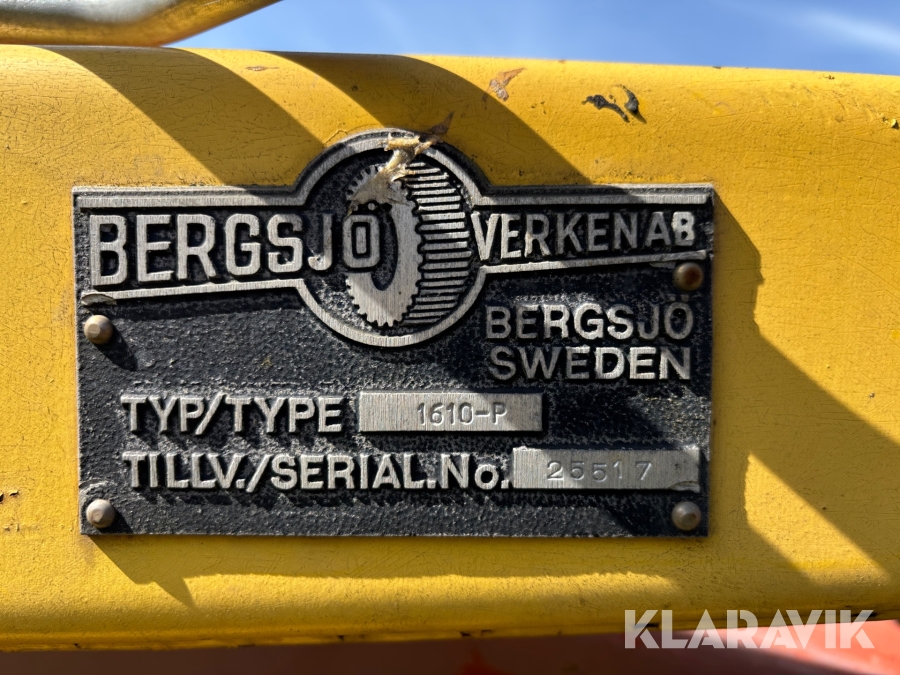 BERGSJÖ VERKEN AB
BERGSJÖ
SWEDEN
TYP/TYPE 1610-P
TILLV./SERIAL.No. 25517
KLARAVIK